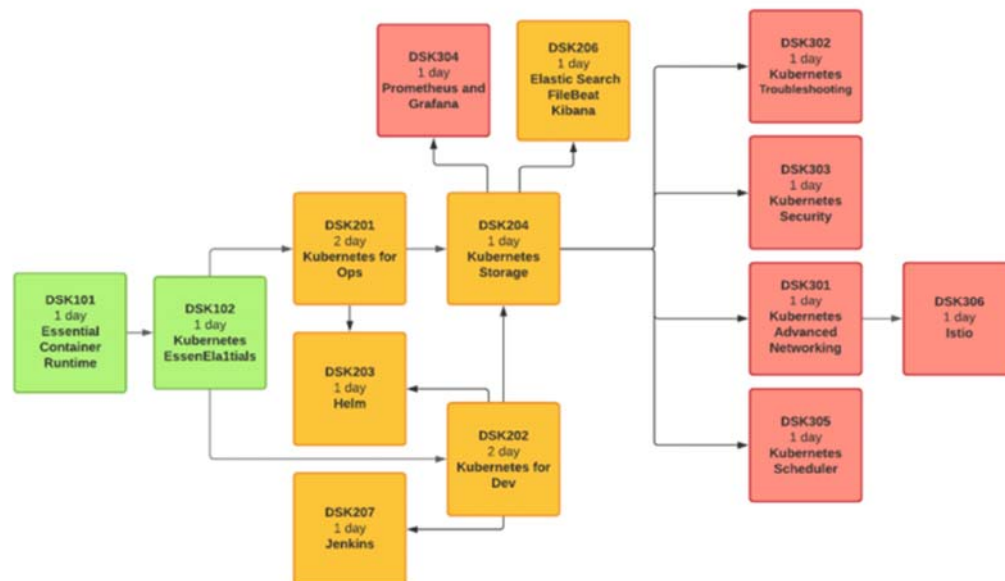 DSK304
1 day
Prometheus and
Grafana
DSK206
1 day
Elastic Search
FileBeat
Kibana
DSK302
1 day
Kubernetes
Troubleshooting
DSK201
2 day
Kubernetes for
Ops
DSK204
1 day
Kubernetes
Storage
DSK303
1 day
Kubernetes
Security
DSK101
1 day
Essential
Container
Runtime
DSK102
1 day
Kubernetes
EssenEla1tials
DSK301
1 day
Kubernetes
Advanced
Networking
DSK306
1 day
Istio
DSK203
1 day
Helm
DSK202
2 day
Kubernetes for
Dev
DSK305
1 day
Kubernetes
Scheduler
DSK207
1 day
Jenkins